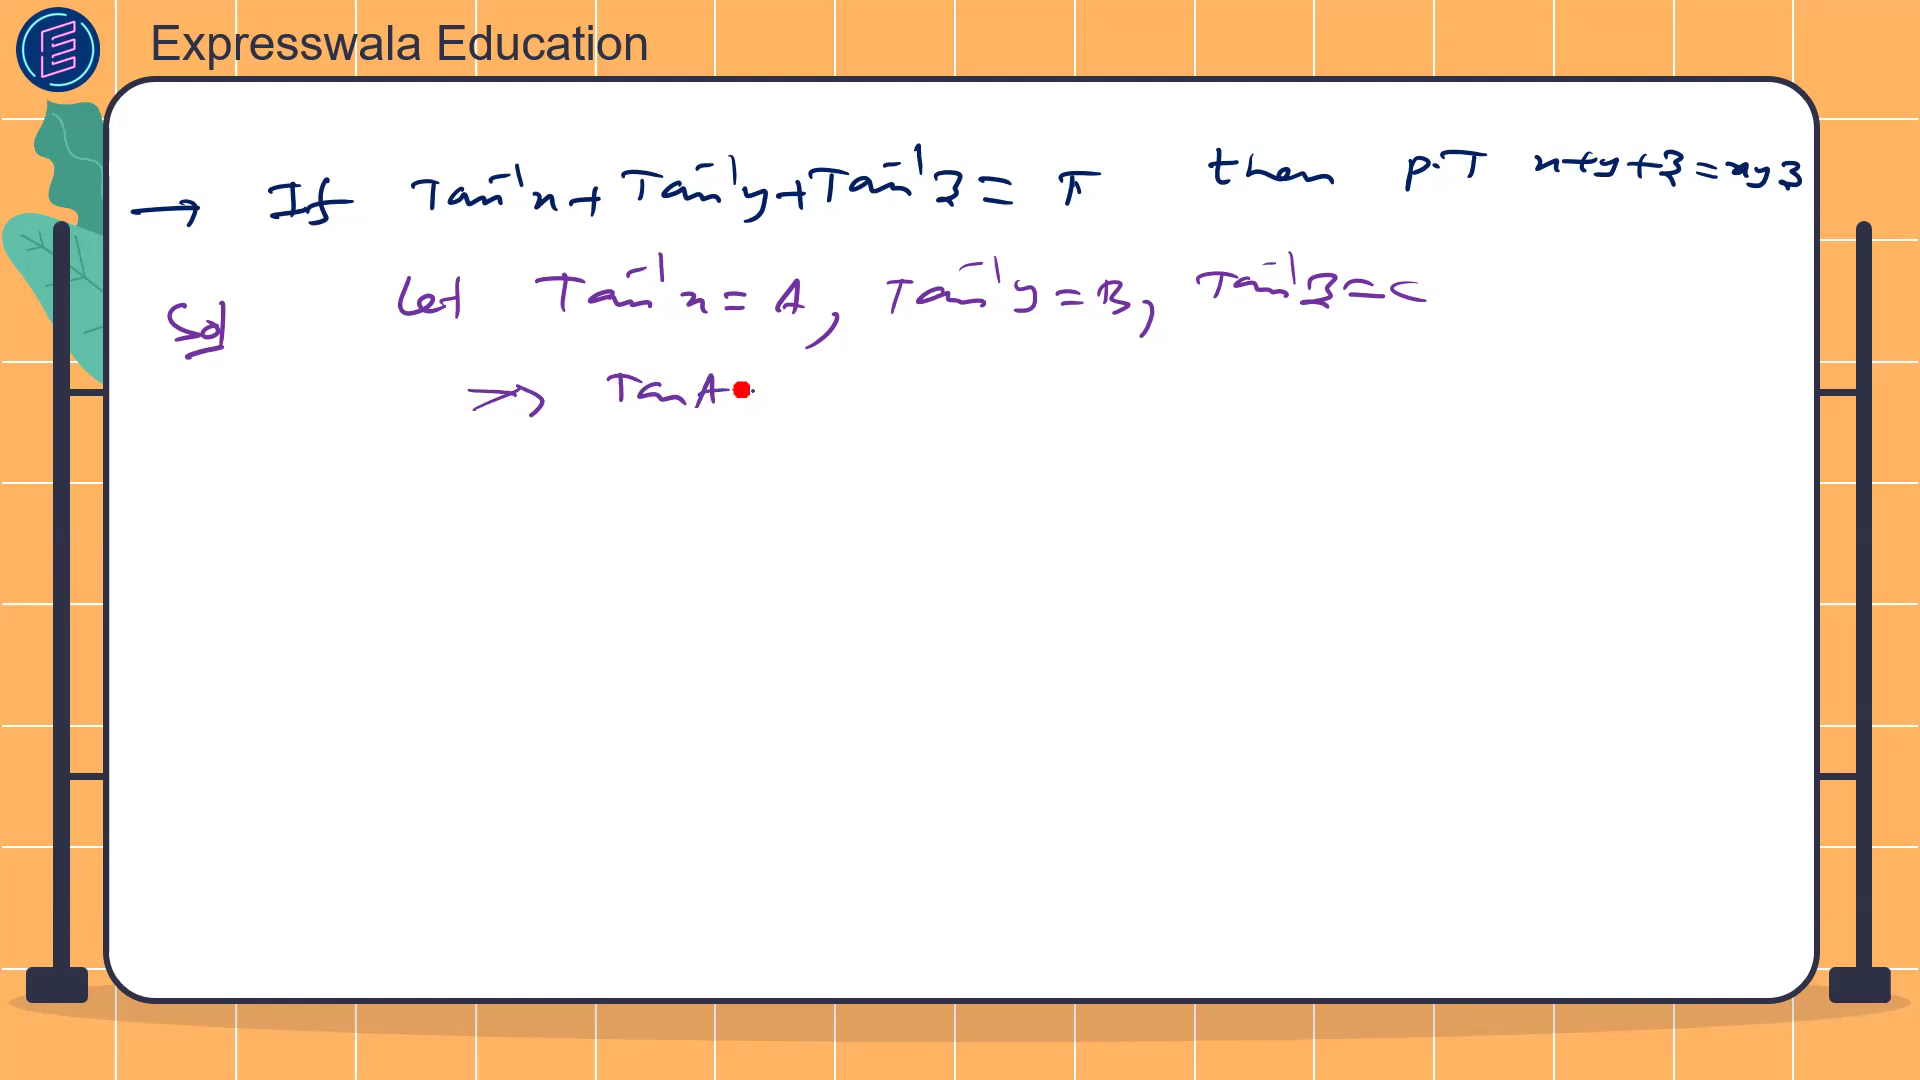 Expresswala Education
→ If Tan⁻¹x + Tan⁻¹y + Tan⁻¹z = π then P.T x+y+z = xyz
Sol Let Tan⁻¹x = A, Tan⁻¹y = B, Tan⁻¹z = C
⇒ Tan A